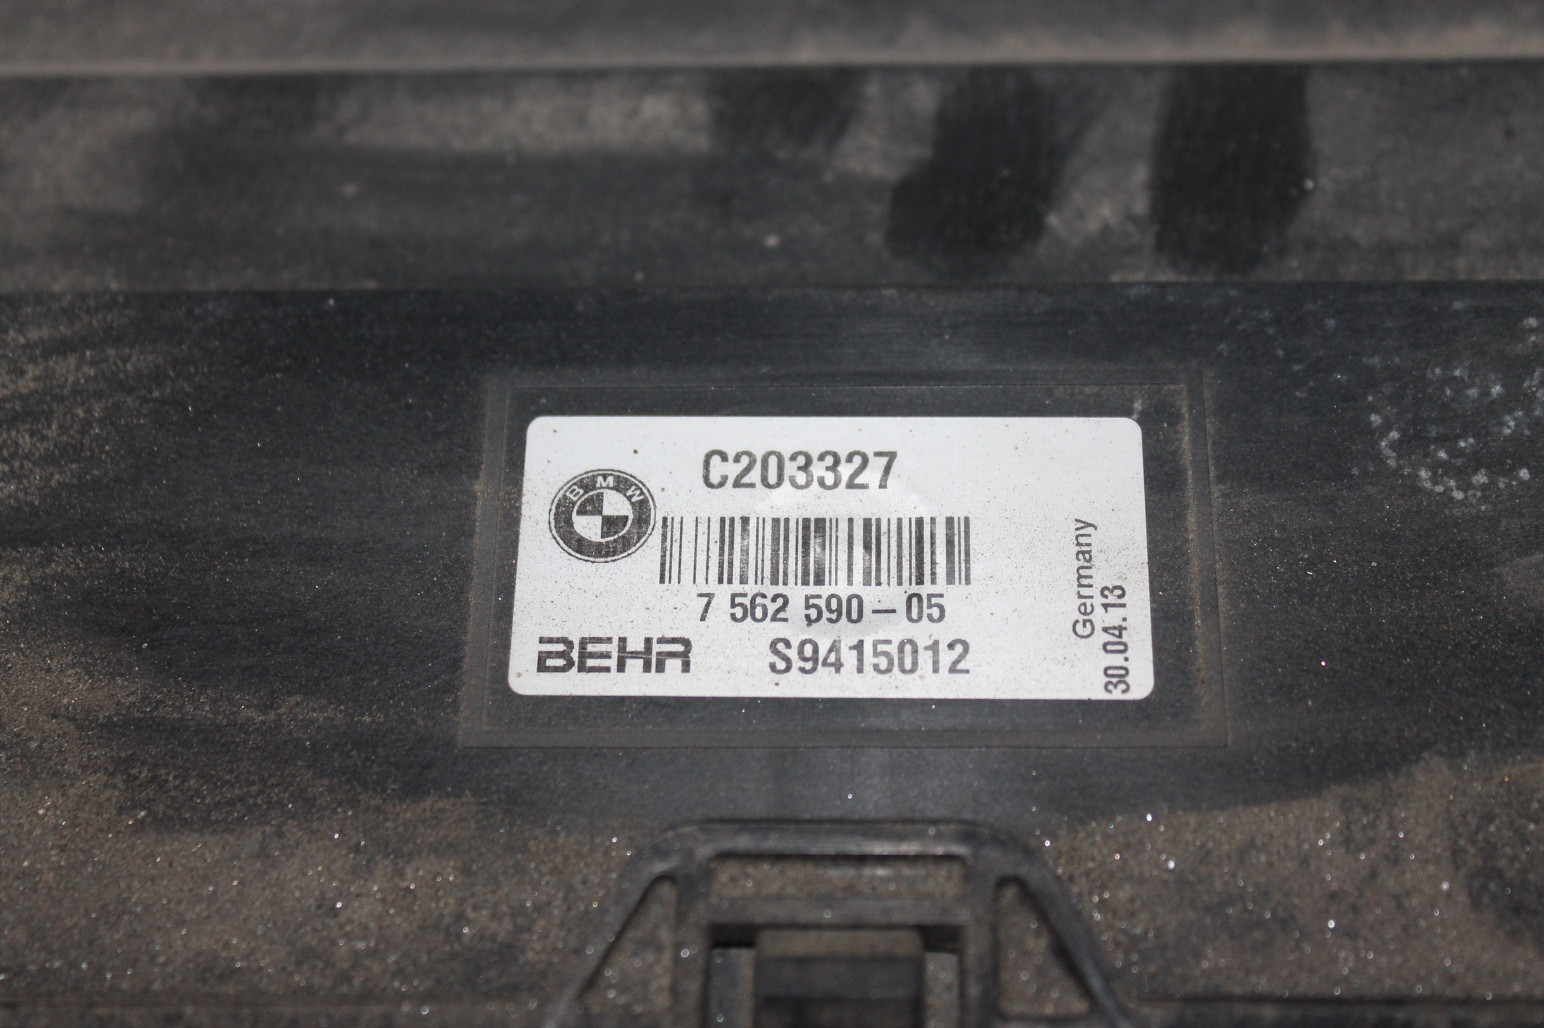 C203327
BMW
7 562 590-05
BEHR S9415012
Germany
30.04.13